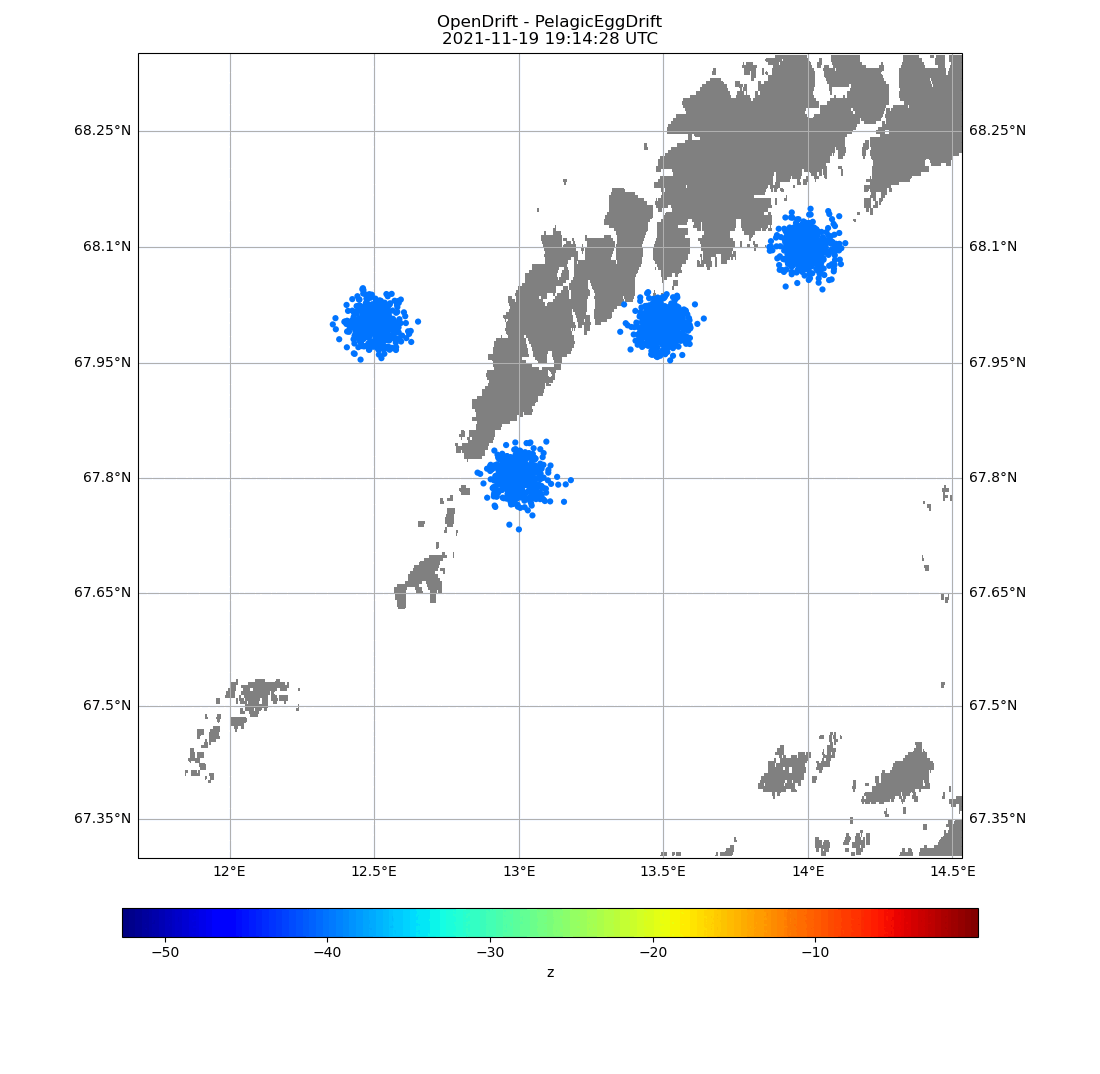 OpenDrift - PelagicEggDrift
2021-11-19 19:14:28 UTC
68.25°N 68.25°N
68.1°N 68.1°N
67.95°N 67.95°N
67.8°N 67.8°N
67.65°N 67.65°N
67.5°N 67.5°N
67.35°N 67.35°N
12°E 12.5°E 13°E 13.5°E 14°E 14.5°E
−50 −40 −30 −20 −10
z